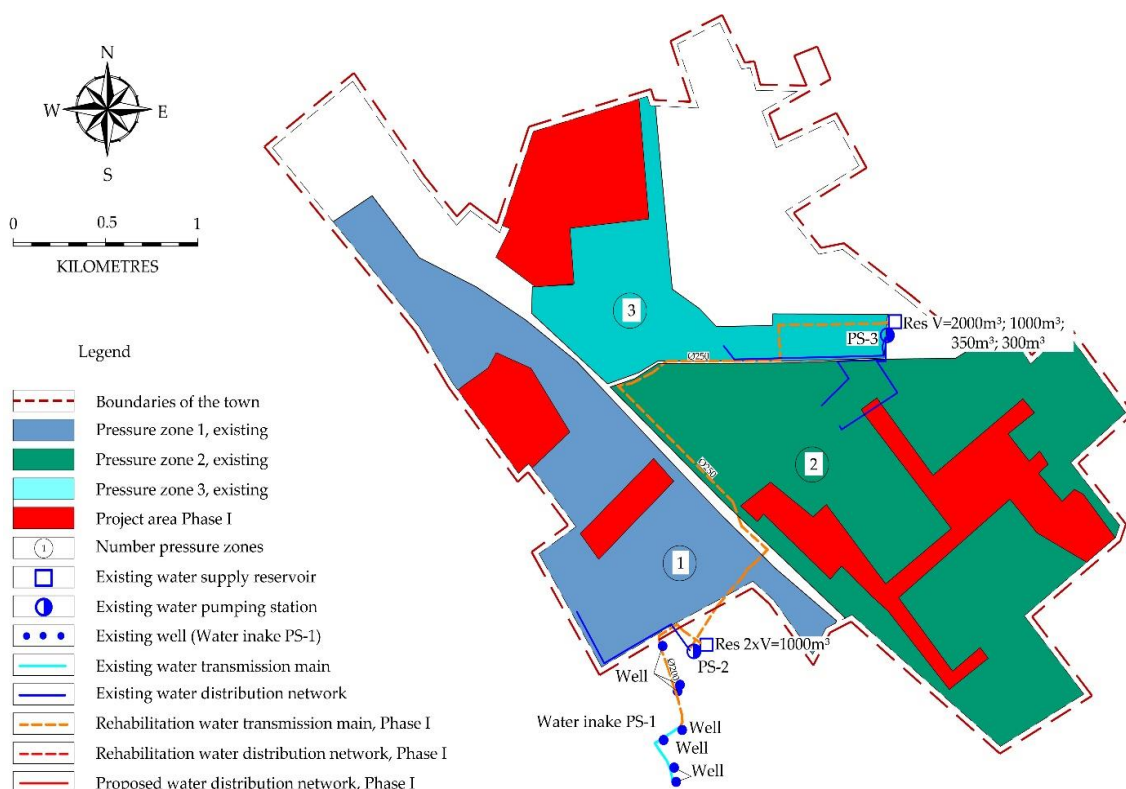 N
W
E
S
0
0.5
1
KILOMETRES
3
Res V=2000m³; 1000m³;
350m³; 300m³
PS-3
Ø250
Legend
Boundaries of the town
Pressure zone 1, existing
Pressure zone 2, existing
Pressure zone 3, existing
Project area Phase I
1
Number pressure zones
Existing water supply reservoir
Existing water pumping station
Existing well (Water inake PS-1)
Existing water transmission main
Existing water distribution network
Rehabilitation water transmission main, Phase I
Rehabilitation water distribution network, Phase I
Proposed water distribution network, Phase I
2
Ø250
1
Res 2xV=1000m³
PS-2
Well
Ø200
Water inake PS-1
Well
Well
Well